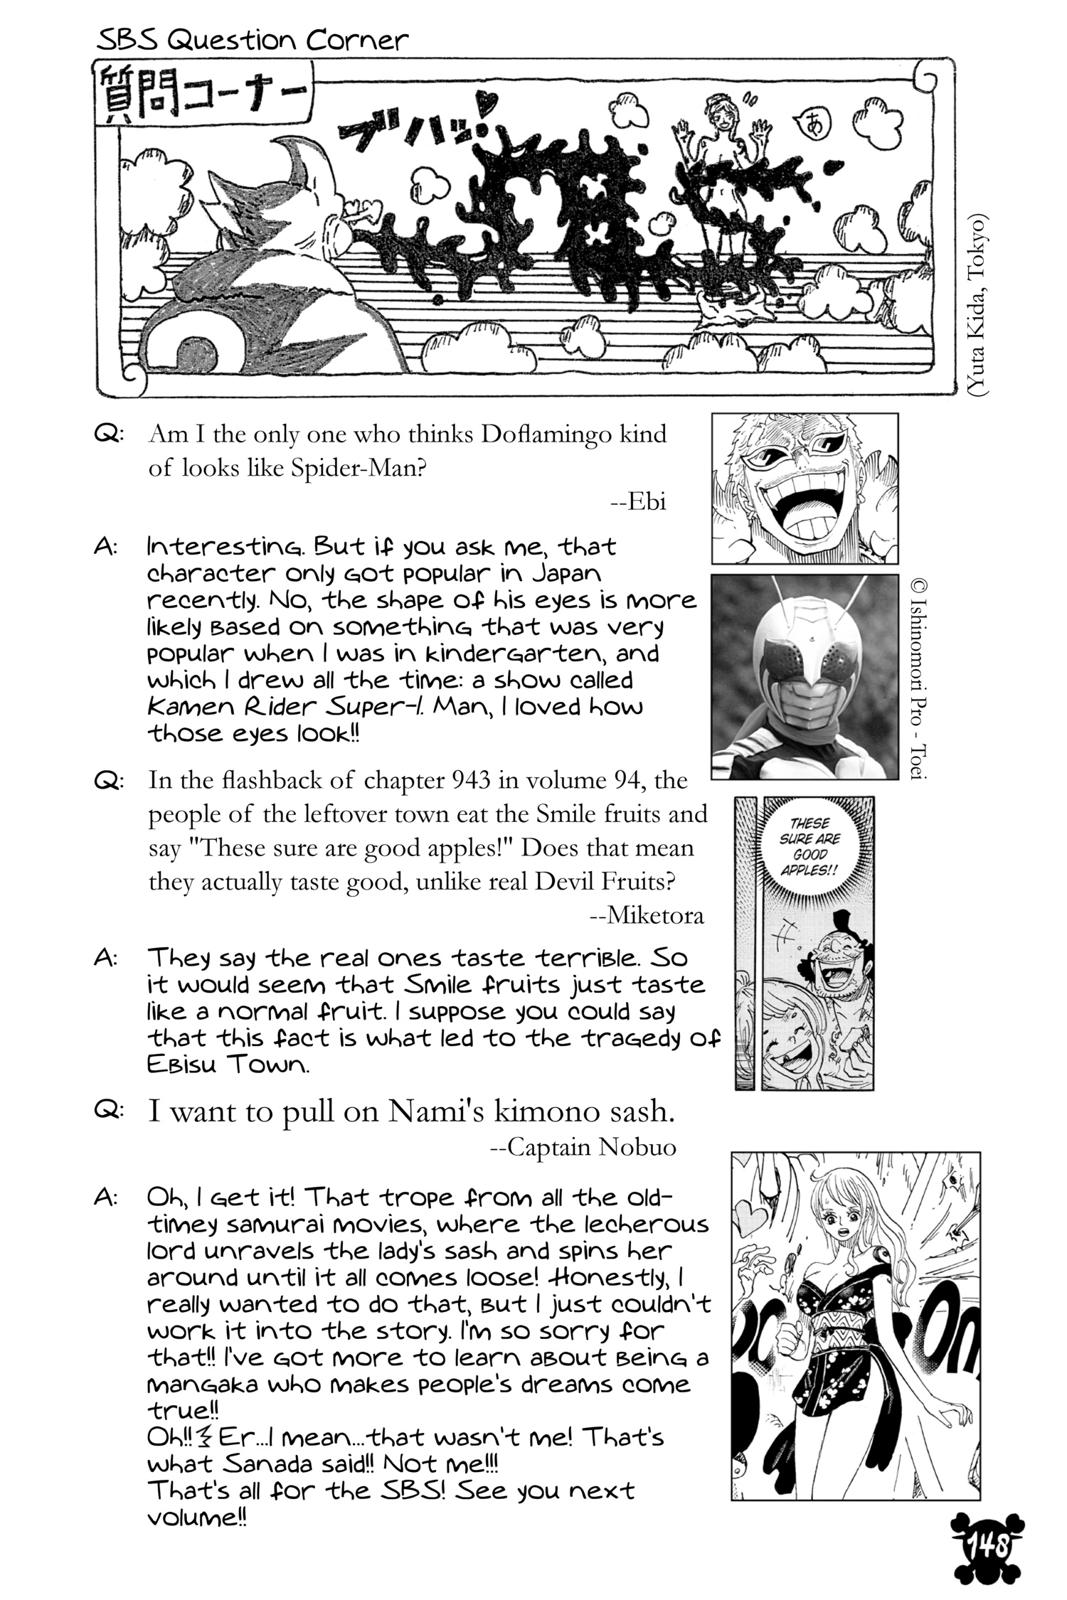 SBS Question Corner
質問コーナー
ブハッ!♥
あ
(Yuta Kida, Tokyo)
Q: Am I the only one who thinks Doflamingo kind
of looks like Spider-Man?
--Ebi
A: Interesting. But if you ask me, that
character only got popular in Japan
recently. No, the shape of his eyes is more
likely based on something that was very
popular when I was in kindergarten, and
which I drew all the time: a show called
Kamen Rider Super-1. Man, I loved how
those eyes look!!
© Ishinomori Pro - Toei
Q: In the flashback of chapter 943 in volume 94, the
people of the leftover town eat the Smile fruits and
say "These sure are good apples!" Does that mean
they actually taste good, unlike real Devil Fruits?
--Miketora
THESE
SURE ARE
GOOD
APPLES!!
A: They say the real ones taste terrible. So
it would seem that Smile fruits just taste
like a normal fruit. I suppose you could say
that this fact is what led to the tragedy of
Ebisu Town.
Q: I want to pull on Nami's kimono sash.
--Captain Nobuo
A: Oh, I get it! That trope from all the old-
timey samurai movies, where the lecherous
lord unravels the lady's sash and spins her
around until it all comes loose! Honestly, I
really wanted to do that, but I just couldn't
work it into the story. I'm so sorry for
that!! I've got more to learn about being a
mangaka who makes people's dreams come
true!!
Oh!! Er...I mean...that wasn't me! That's
what Sanada said!! Not me!!!
That's all for the SBS! See you next
volume!!
148